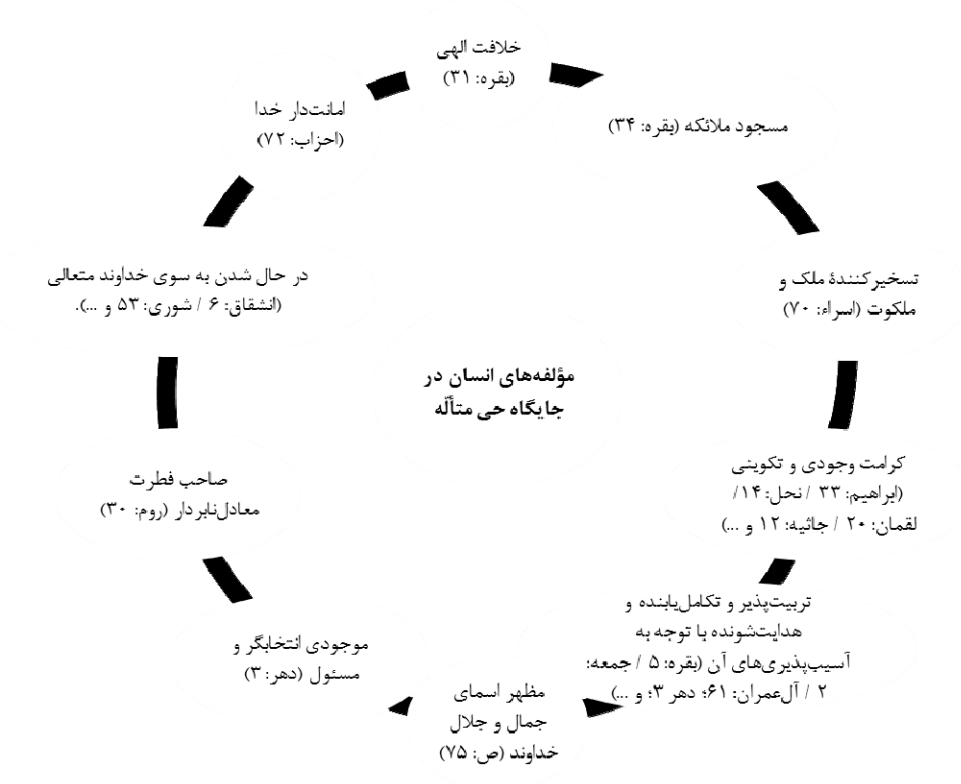 خلافت الهی
(بقره: ۳۱)
مسجود ملائکه (بقره: ۳۴)
تسخیرکنندۀ ملک و
ملکوت (اسراء: ۷۰)
کرامت وجودی و تکوینی
(ابراهیم: ۳۳ / نحل: ۱۴/
لقمان: ۲۰ / جاثیه: ۱۲ و ...)
تربیت‌پذیر و تکامل‌یابنده و
هدایت‌شونده با توجه به
آسیب‌پذیری‌های آن (بقره: ۵ / جمعه:
۲ / آل‌عمران: ۶۱؛ دهر ۳؛ و ...)
مظهر اسمای
جمال و جلال
خداوند (ص: ۷۵)
موجودی انتخابگر و
مسئول (دهر: ۳)
صاحب فطرت
معادل‌نابردار (روم: ۳۰)
در حال شدن به سوی خداوند متعالی
(انشقاق: ۶ / شوری: ۵۳ و ...).
امانت‌دار خدا
(احزاب: ۷۲)
مؤلفه‌های انسان در
جایگاه حی متألّه